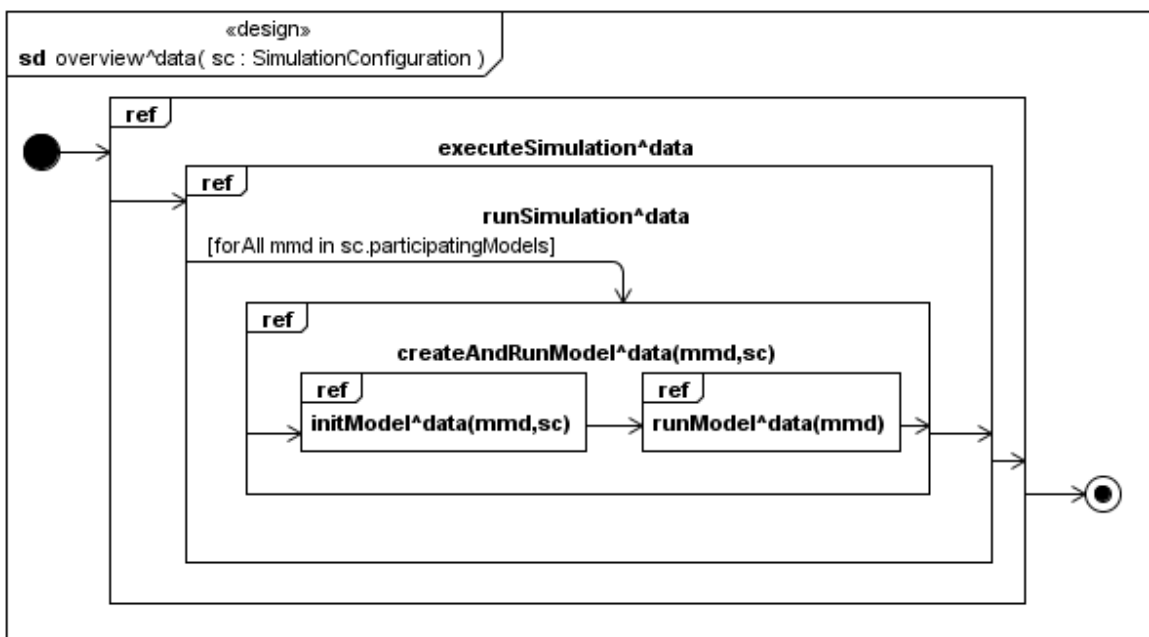 «design»
sd overview^data( sc : SimulationConfiguration )
ref
executeSimulation^data
ref
runSimulation^data
[forAll mmd in sc.participatingModels]
ref
createAndRunModel^data(mmd,sc)
ref
initModel^data(mmd,sc)
ref
runModel^data(mmd)